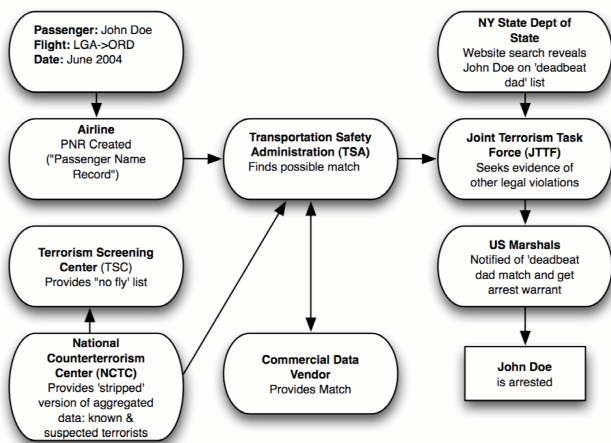 Passenger: John Doe
Flight: LGA->ORD
Date: June 2004
Airline
PNR Created
("Passenger Name
Record")
Terrorism Screening
Center (TSC)
Provides "no fly' list
National
Counterterrorism
Center (NCTC)
Provides 'stripped'
version of aggregated
data: known &
suspected terrorists
Transportation Safety
Administration (TSA)
Finds possible match
Commercial Data
Vendor
Provides Match
NY State Dept of
State
Website search reveals
John Doe on 'deadbeat
dad' list
Joint Terrorism Task
Force (JTTF)
Seeks evidence of
other legal violations
US Marshals
Notified of 'deadbeat
dad match and get
arrest warrant
John Doe
is arrested